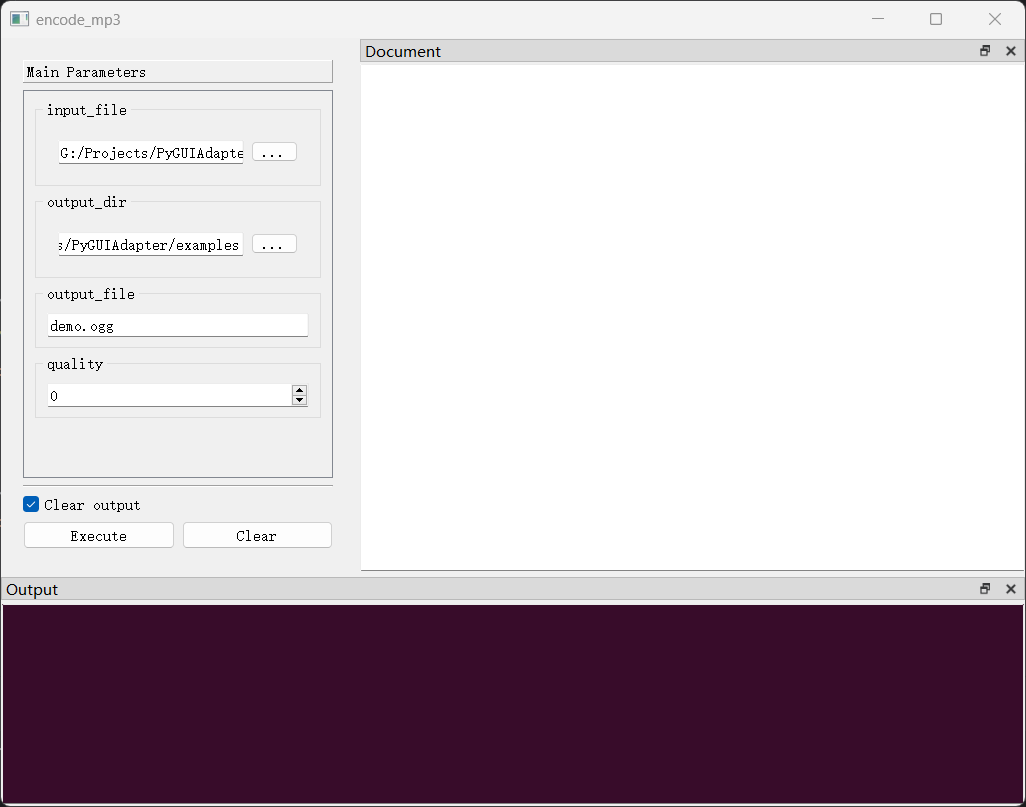 encode_mp3
Main Parameters
input_file
G:/Projects/PyGUIAdapte
...
output_dir
s/PyGUIAdapter/examples
...
output_file
demo.ogg
quality
0
Clear output
Execute
Clear
Document
Output